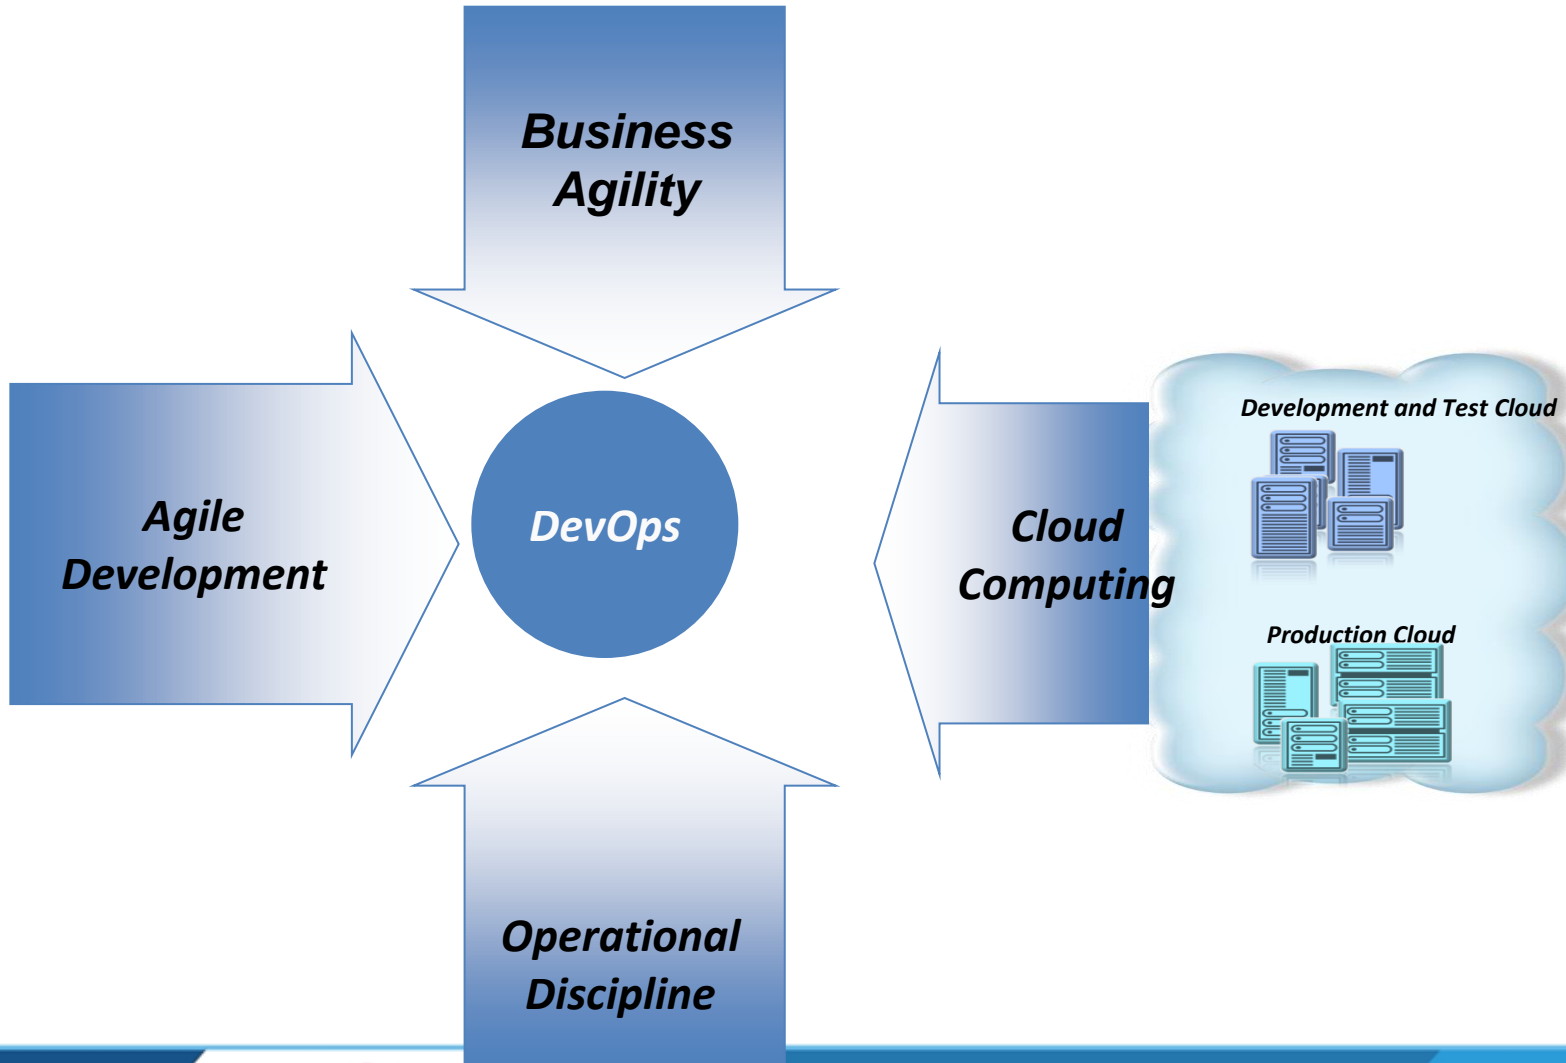 Business
Agility
Agile
Development
DevOps
Cloud
Computing
Development and Test Cloud
Production Cloud
Operational
Discipline